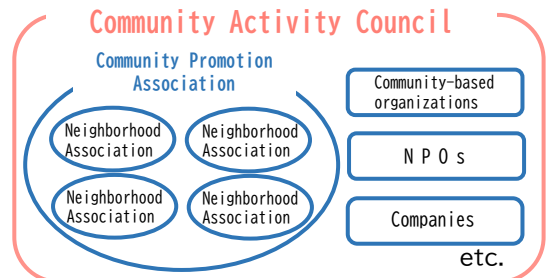 Community Activity Council
Community Promotion
Association
Neighborhood
Association
Neighborhood
Association
Neighborhood
Association
Neighborhood
Association
Community-based
organizations
N P O s
Companies
etc.